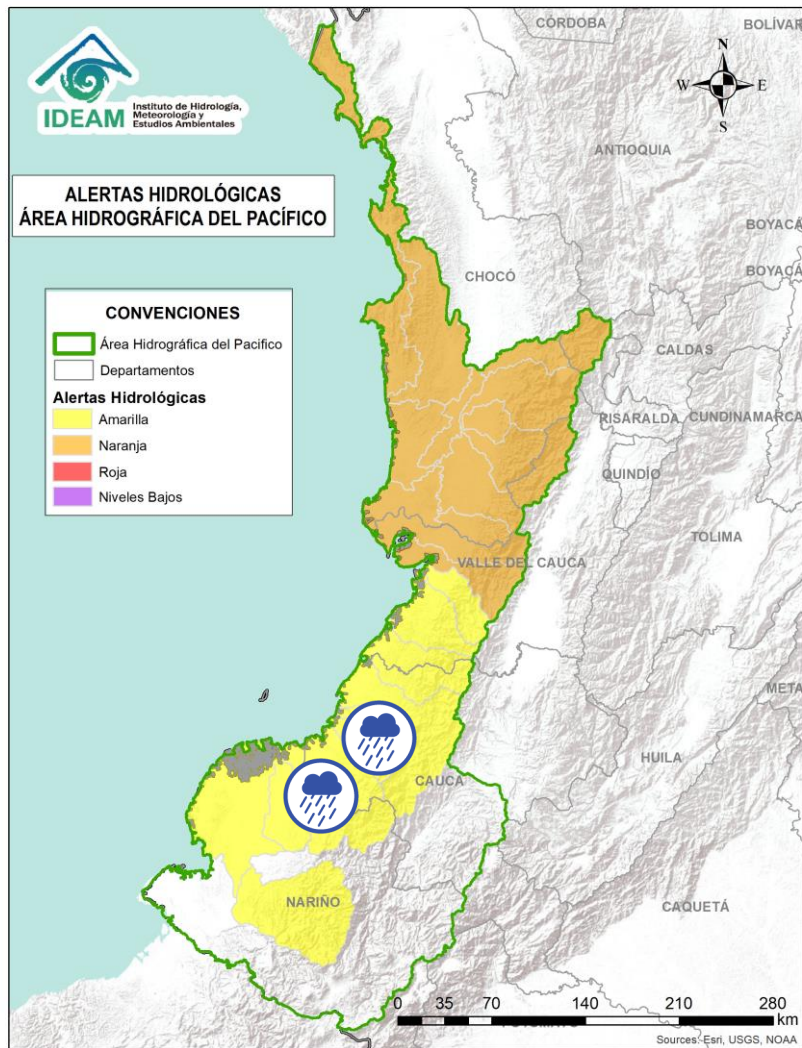 IDEAM
Instituto de Hidrología,
Meteorología y
Estudios Ambientales
ALERTAS HIDROLÓGICAS
ÁREA HIDROGRÁFICA DEL PACÍFICO
CONVENCIONES
Área Hidrográfica del Pacifico
Departamentos
Alertas Hidrológicas
Amarilla
Naranja
Roja
Niveles Bajos
N
W
E
S
CÓRDOBA
BOLÍVAR
ANTIOQUIA
BOYACÁ
BOYACÁ
CHOCÓ
CALDAS
RISARALDA
CUNDINAMARCA
QUINDÍO
TOLIMA
VALLE DEL CAUCA
META
HUILA
CAUCA
NARIÑO
CAQUETÁ
0 35 70 140 210 280
km
Sources: Esri, USGS, NOAA